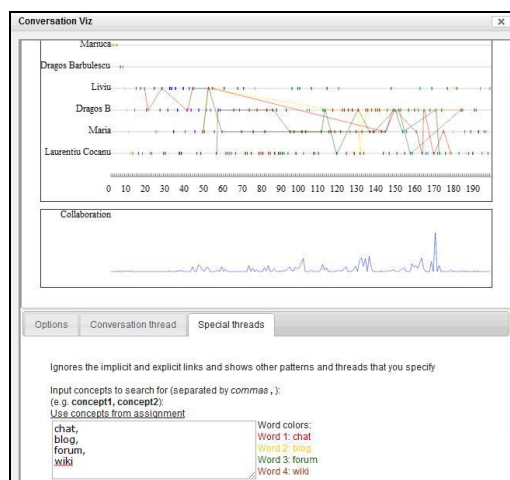 Conversation Viz
Mariuca
Dragos Barbulescu
Liviu
Dragos B
Maria
Laurentiu Cocanu
0 10 20 30 40 50 60 70 80 90 100 110 120 130 140 150 160 170 180 190
Collaboration
Options Conversation thread Special threads
Ignores the implicit and explicit links and shows other patterns and threads that you specify
Input concepts to search for (separated by commas , ):
(e.g. concept1, concept2):
Use concepts from assignment
chat,
blog,
forum,
wiki
Word colors:
Word 1: chat
Word 2: blog
Word 3: forum
Word 4: wiki